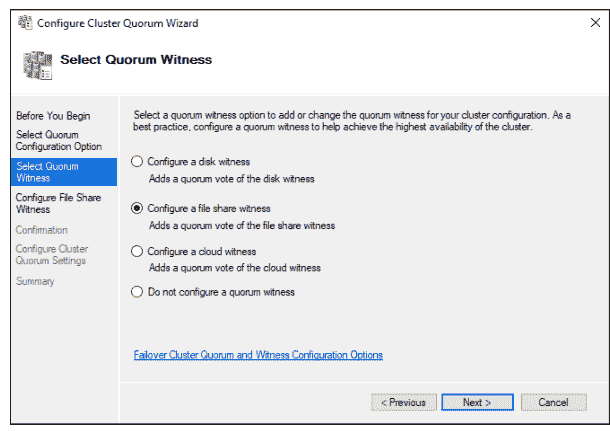 Configure Cluster Quorum Wizard
Select Quorum Witness
Before You Begin
Select Quorum
Configuration Option
Select Quorum
Witness
Configure File Share
Witness
Confirmation
Configure Cluster
Quorum Settings
Summary
Select a quorum witness option to add or change the quorum witness for your cluster configuration. As a
best practice, configure a quorum witness to help achieve the highest availability of the cluster.
Configure a disk witness
Adds a quorum vote of the disk witness
Configure a file share witness
Adds a quorum vote of the file share witness
Configure a cloud witness
Adds a quorum vote of the cloud witness
Do not configure a quorum witness
Failover Cluster Quorum and Witness Configuration Options
< Previous
Next >
Cancel